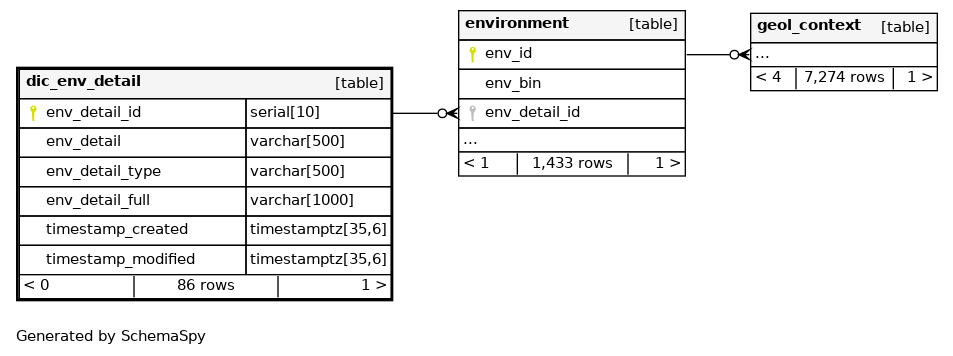 environment [table]
env_id
env_bin
env_detail_id
...
< 1 1,433 rows 1 >
geol_context [table]
...
< 4 7,274 rows 1 >
dic_env_detail [table]
env_detail_id serial[10]
env_detail varchar[500]
env_detail_type varchar[500]
env_detail_full varchar[1000]
timestamp_created timestamptz[35,6]
timestamp_modified timestamptz[35,6]
< 0 86 rows 1 >
Generated by SchemaSpy